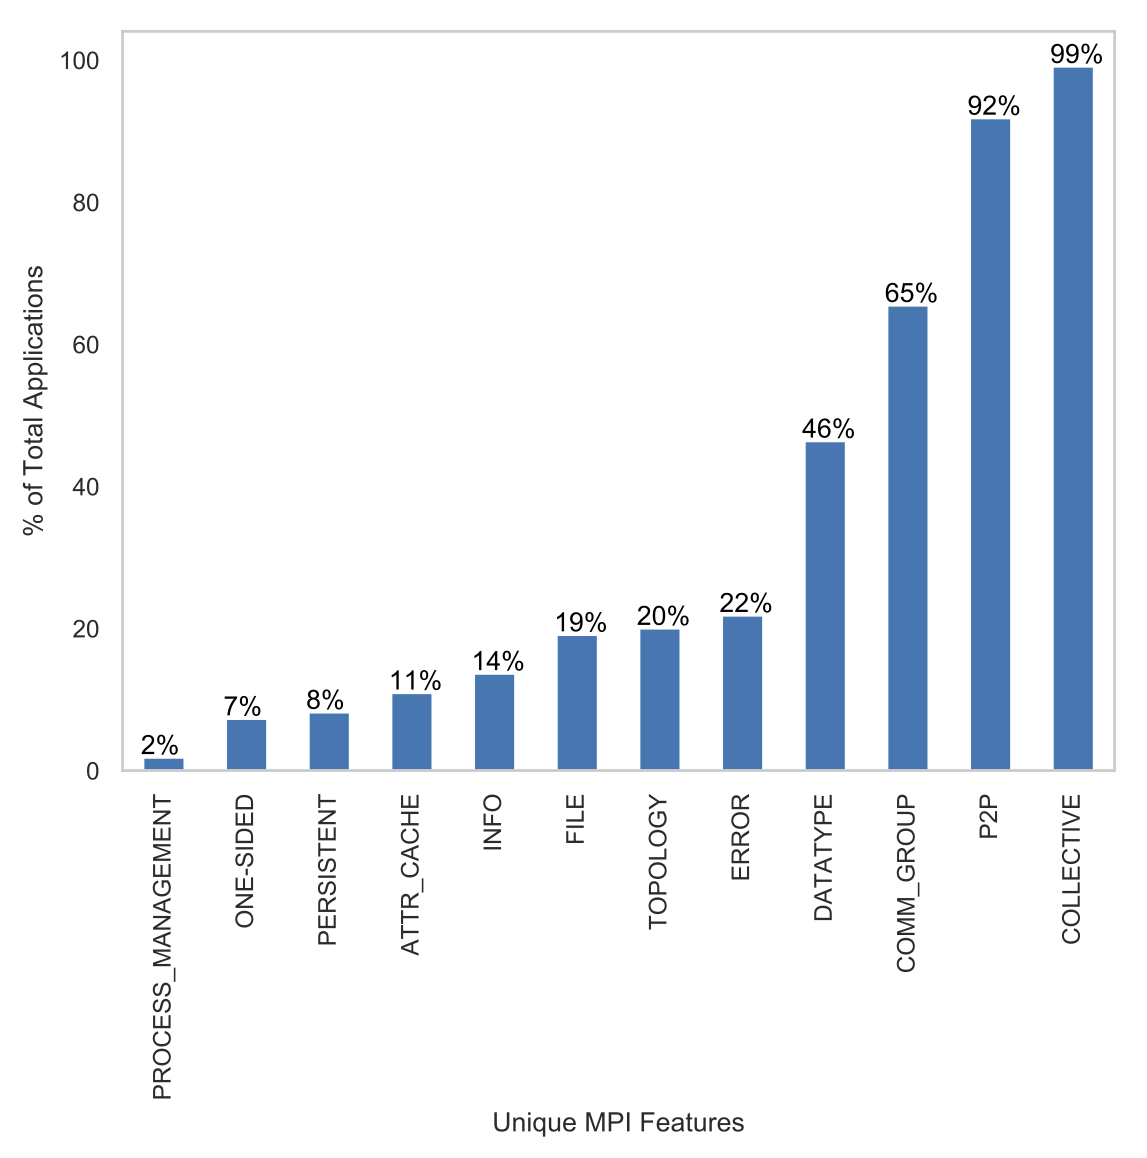 % of Total Applications
100
80
60
40
20
0
2%
7%
8%
11%
14%
19%
20%
22%
46%
65%
92%
99%
PROCESS_MANAGEMENT
ONE-SIDED
PERSISTENT
ATTR_CACHE
INFO
FILE
TOPOLOGY
ERROR
DATATYPE
COMM_GROUP
P2P
COLLECTIVE
Unique MPI Features